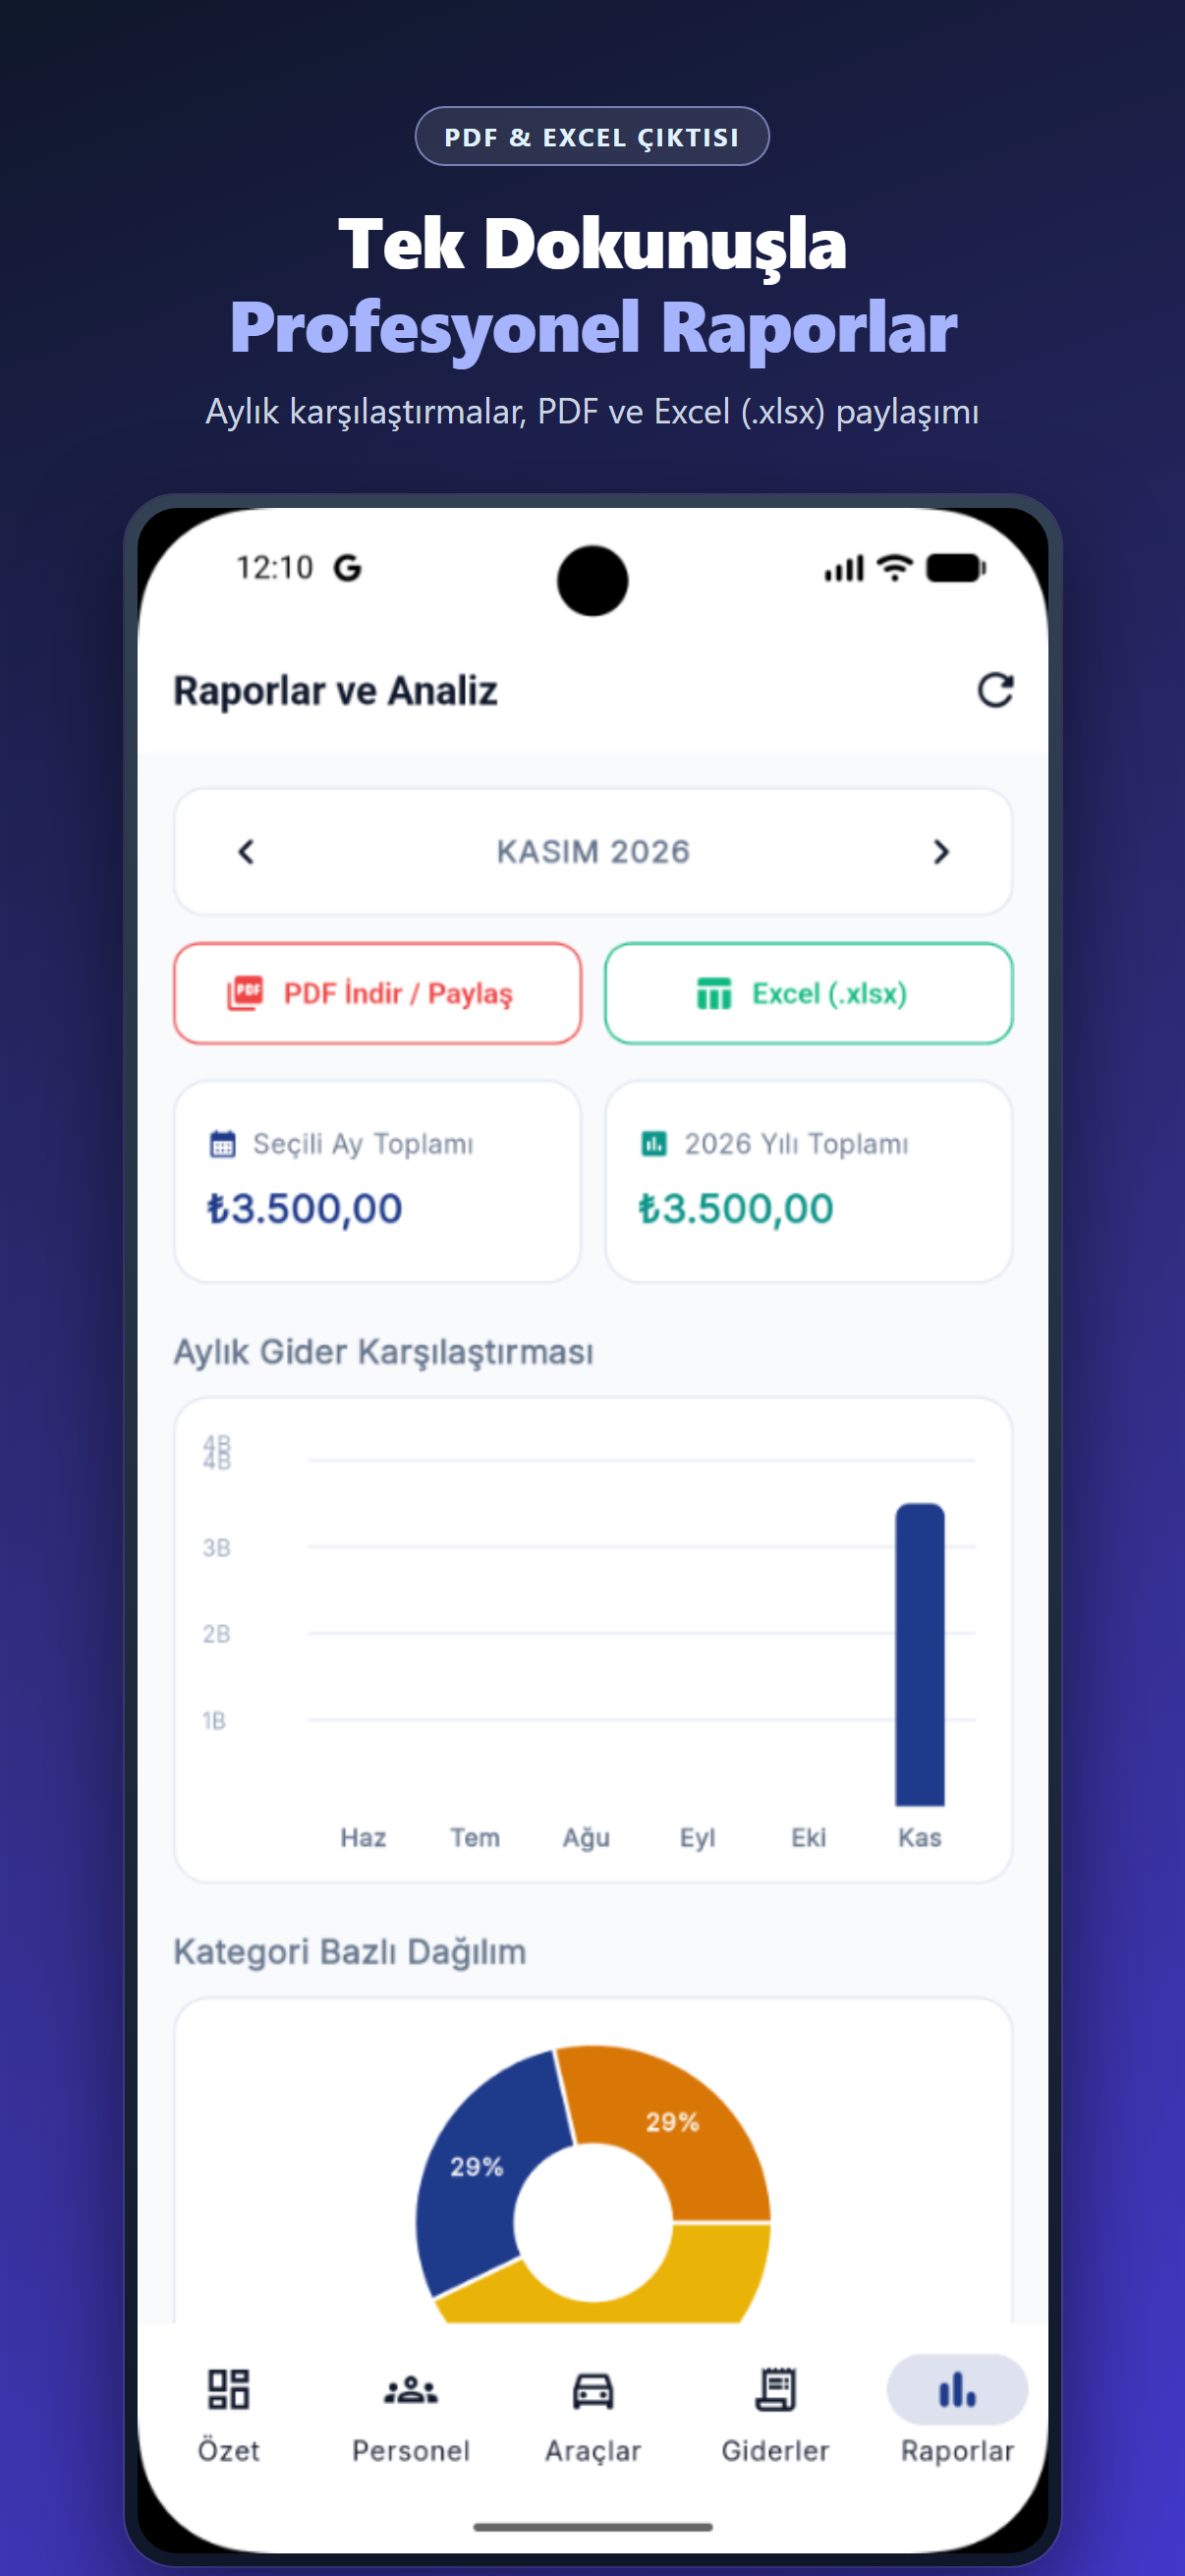 PDF & EXCEL ÇIKTISI
Tek Dokunuşla
Profesyonel Raporlar
Aylık karşılaştırmalar, PDF ve Excel (.xlsx) paylaşımı
12:10 G
Raporlar ve Analiz
KASIM 2026
PDF PDF İndir / Paylaş
Excel (.xlsx)
Seçili Ay Toplamı
2026 Yılı Toplamı
₺3.500,00
₺3.500,00
Aylık Gider Karşılaştırması
4B
4B
3B
2B
1B
Haz Tem Ağu Eyl Eki Kas
Kategori Bazlı Dağılım
29%
29%
Özet Personel Araçlar Giderler Raporlar